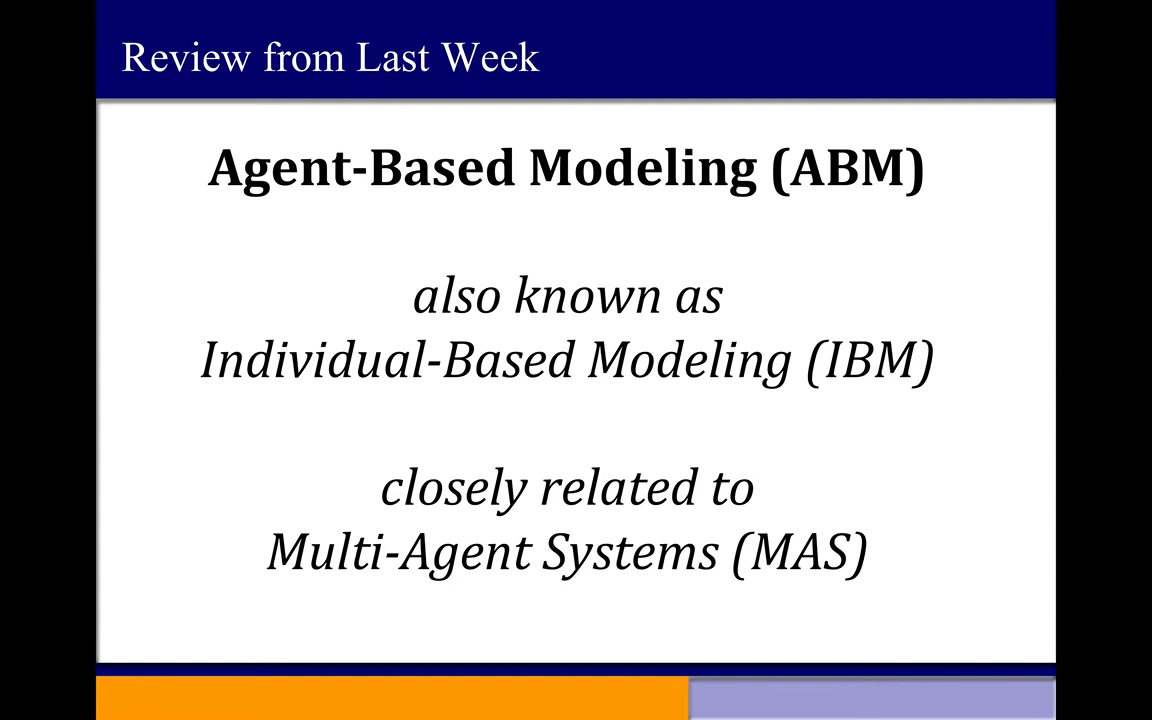 Review from Last Week
Agent-Based Modeling (ABM)
also known as
Individual-Based Modeling (IBM)
closely related to
Multi-Agent Systems (MAS)